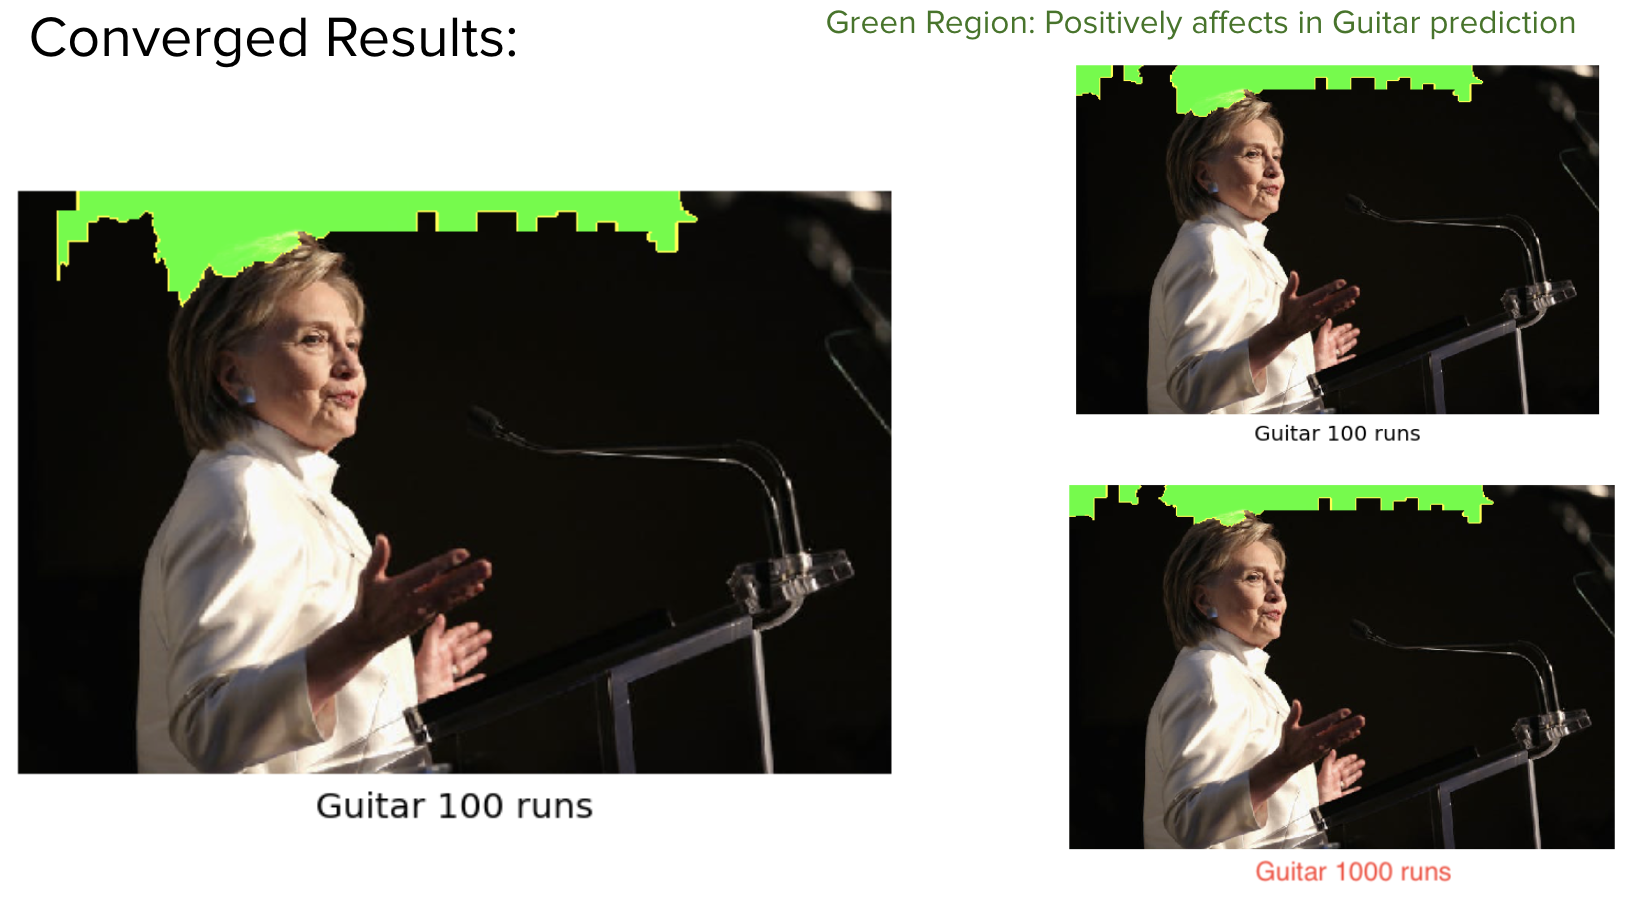 Converged Results:
Green Region: Positively affects in Guitar prediction
Guitar 100 runs
Guitar 100 runs
Guitar 1000 runs